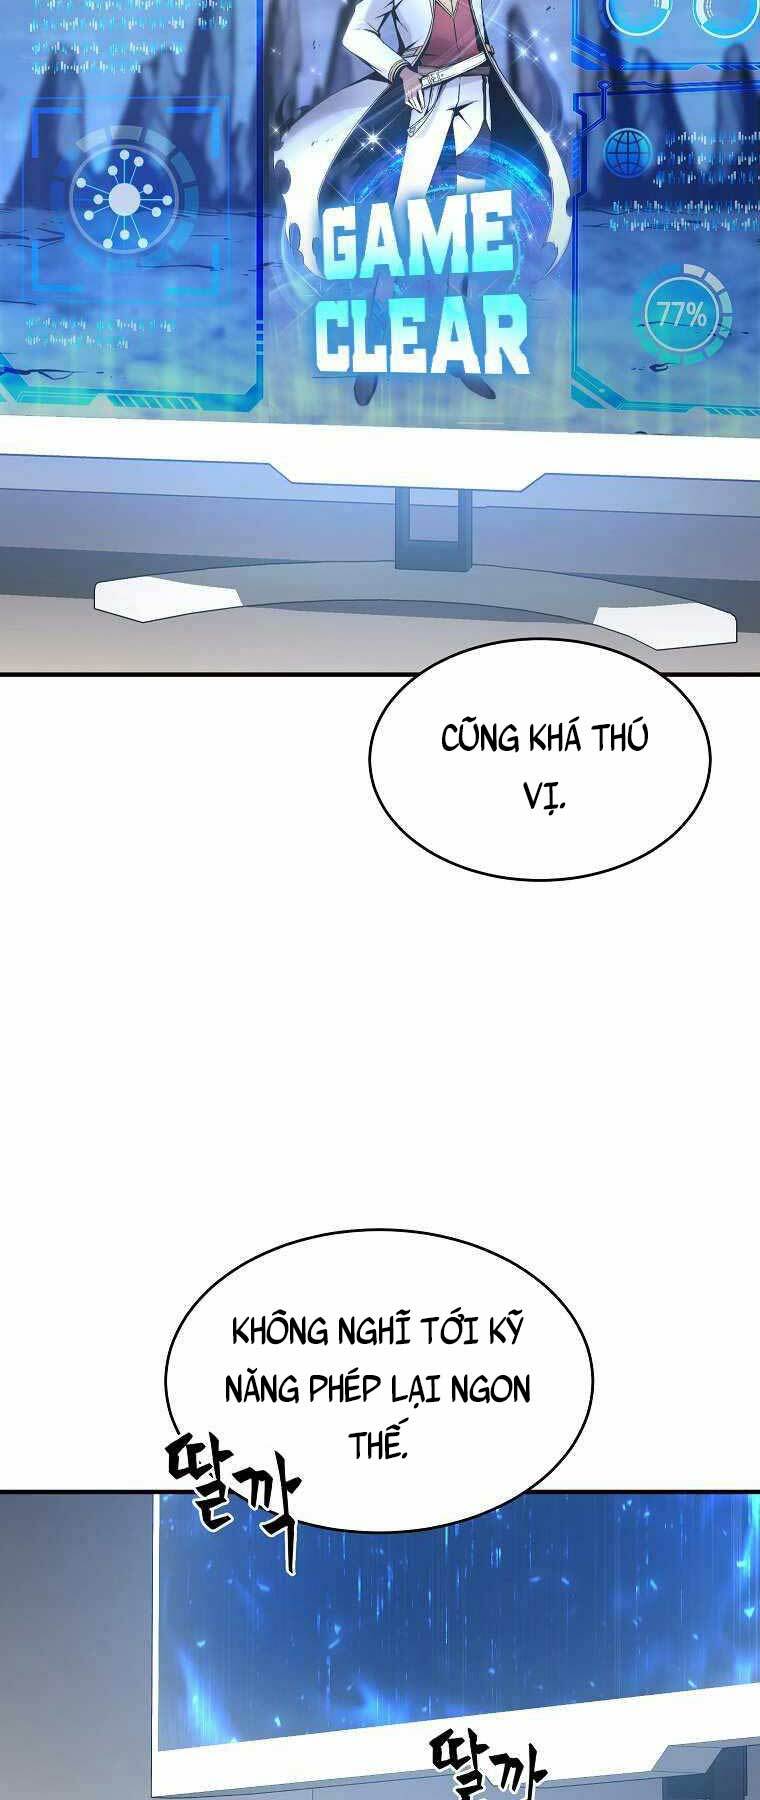 GAME
CLEAR
77%
CŨNG KHÁ THÚ
VỊ.
KHÔNG NGHĨ TỚI KỸ
NĂNG PHÉP LẠI NGON
THẾ.
딸깍
딸까